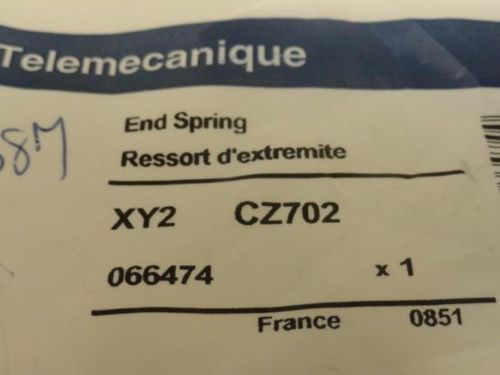 Telemecanique
End Spring
Ressort d'extremite
XY2 CZ702
066474 x 1
France 0851